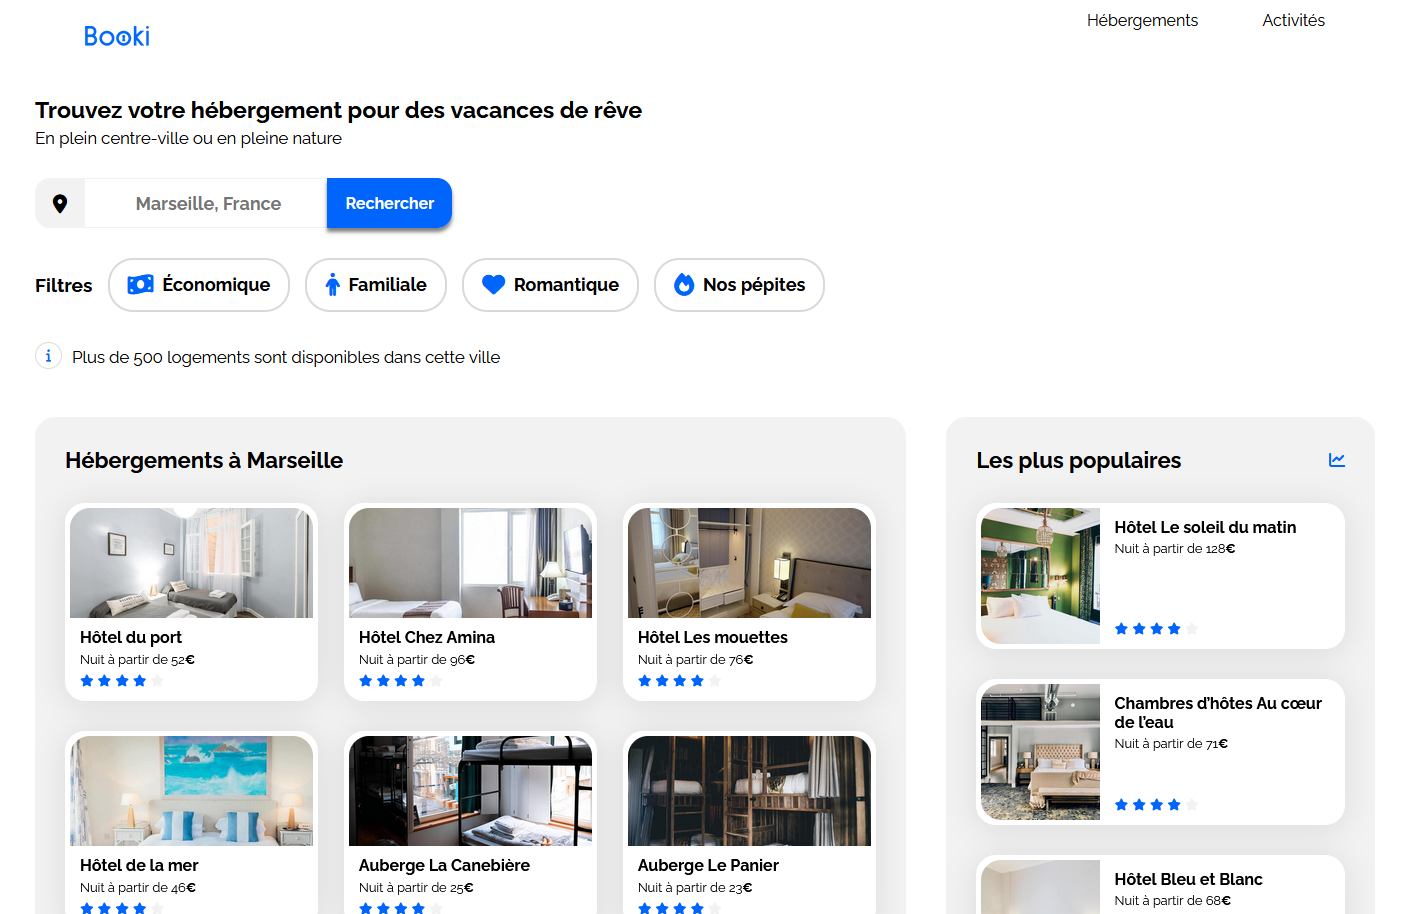 Booki
Hébergements
Activités
Trouvez votre hébergement pour des vacances de rêve
En plein centre-ville ou en pleine nature
Marseille, France
Rechercher
Filtres
Économique
Familiale
Romantique
Nos pépites
Plus de 500 logements sont disponibles dans cette ville
Hébergements à Marseille
Hôtel du port
Nuit à partir de 52€
Hôtel Chez Amina
Nuit à partir de 96€
Hôtel Les mouettes
Nuit à partir de 76€
Hôtel de la mer
Nuit à partir de 46€
Auberge La Canebière
Nuit à partir de 25€
Auberge Le Panier
Nuit à partir de 23€
Les plus populaires
Hôtel Le soleil du matin
Nuit à partir de 128€
Chambres d’hôtes Au cœur
de l’eau
Nuit à partir de 71€
Hôtel Bleu et Blanc
Nuit à partir de 68€